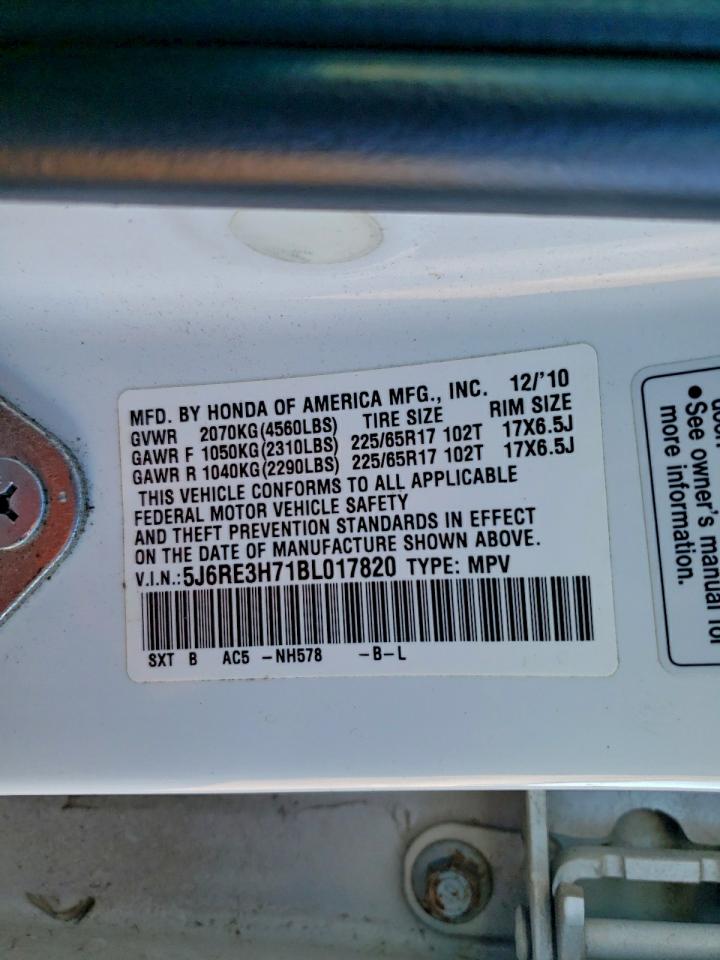 MFD. BY HONDA OF AMERICA MFG., INC. 12/'10
GVWR 2070KG(4560LBS) TIRE SIZE RIM SIZE
GAWR F 1050KG(2310LBS) 225/65R17 102T 17X6.5J
GAWR R 1040KG(2290LBS) 225/65R17 102T 17X6.5J
THIS VEHICLE CONFORMS TO ALL APPLICABLE
FEDERAL MOTOR VEHICLE SAFETY
AND THEFT PREVENTION STANDARDS IN EFFECT
ON THE DATE OF MANUFACTURE SHOWN ABOVE.
V.I.N.:5J6RE3H71BL017820 TYPE: MPV
SXT B AC5 -NH578 -B-L
•See owner's manual for
more information.